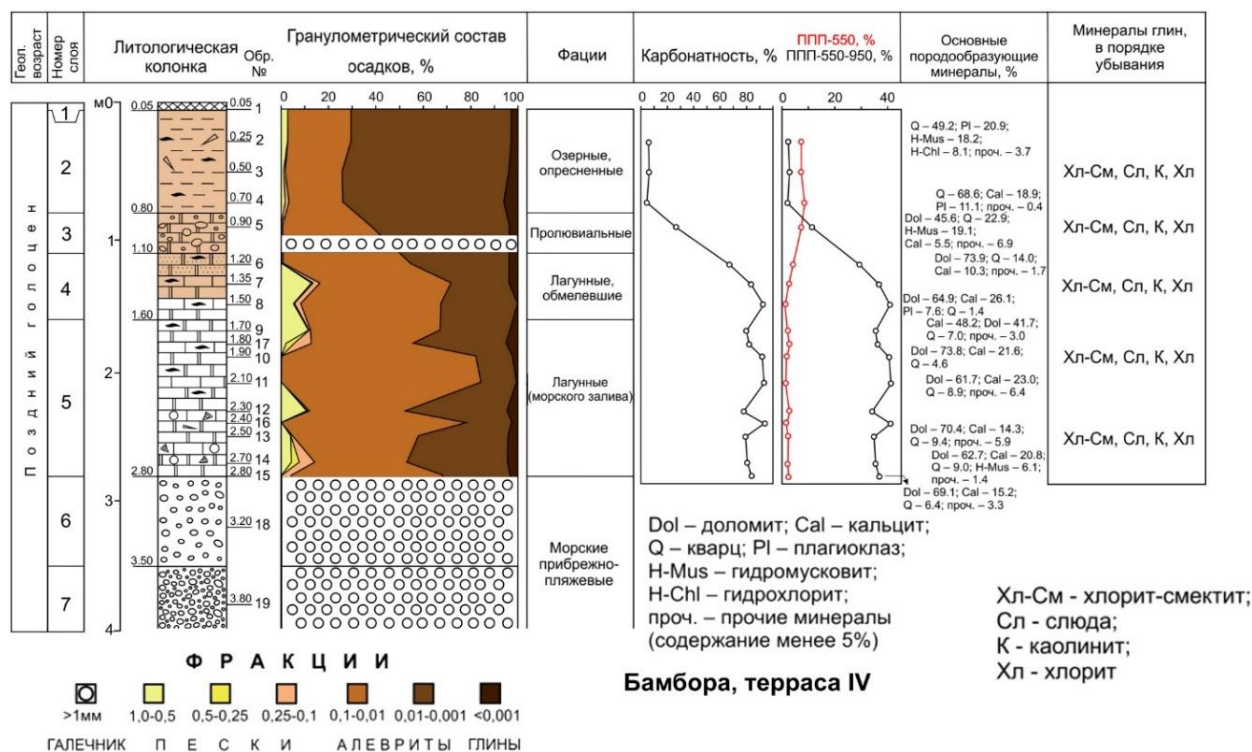 Геол. возраст
Номер слоя
Литологическая колонка
Обр. №
Гранулометрический состав
осадков, %
Фации
Карбонатность, %
ППП-550, %
ППП-550-950, %
Основные
породообразующие
минералы, %
Минералы глин,
в порядке
убывания
0 20 40 60 80 100
0 20 40 60 80
0 20 40
Поздний голоцен
1
2
3
4
5
6
7
м0
1
2
3
4
0.05
0.80
1.10
1.60
2.80
3.50
0.05 1
0.25 2
0.50 3
0.70 4
0.90 5
1.20 6
1.35 7
1.50 8
1.70 9
1.80 17
1.90 10
2.10 11
2.30 12
2.40 16
2.50 13
2.70 14
2.80 15
3.20 18
3.80 19
Озерные,
опресненные
Пролювиальные
Лагунные,
обмелевшие
Лагунные
(морского залива)
Морские
прибрежно-
пляжевые
Q – 49.2; Pl – 20.9;
H-Mus – 18.2;
H-Chl – 8.1; проч. – 3.7
Q – 68.6; Cal – 18.9;
Pl – 11.1; проч. – 0.4
Dol – 45.6; Q – 22.9;
H-Mus – 19.1;
Cal – 5.5; проч. – 6.9
Dol – 73.9; Q – 14.0;
Cal – 10.3; проч. – 1.7
Dol – 64.9; Cal – 26.1;
Pl – 7.6; Q – 1.4
Cal – 48.2; Dol – 41.7;
Q – 7.0; проч. – 3.0
Dol – 73.8; Cal – 21.6;
Q – 4.6
Dol – 61.7; Cal – 23.0;
Q – 8.9; проч. – 6.4
Dol – 70.4; Cal – 14.3;
Q – 9.4; проч. – 5.9
Dol – 62.7; Cal – 20.8;
Q – 9.0; H-Mus – 6.1;
проч. – 1.4
Dol – 69.1; Cal – 15.2;
Q – 6.4; проч. – 3.3
Хл-См, Сл, К, Хл
Хл-См, Сл, К, Хл
Хл-См, Сл, К, Хл
Хл-См, Сл, К, Хл
Хл-См, Сл, К, Хл
Dol – доломит; Cal – кальцит;
Q – кварц; Pl – плагиоклаз;
H-Mus – гидромусковит;
H-Chl – гидрохлорит;
проч. – прочие минералы
(содержание менее 5%)
Хл-См - хлорит-смектит;
Сл - слюда;
К - каолинит;
Хл - хлорит
Бамбора, терраса IV
ФРАКЦИИ
>1мм 1,0-0,5 0,5-0,25 0,25-0,1 0,1-0,01 0,01-0,001 <0,001
ГАЛЕЧНИК ПЕСКИ АЛЕВРИТЫ ГЛИНЫ